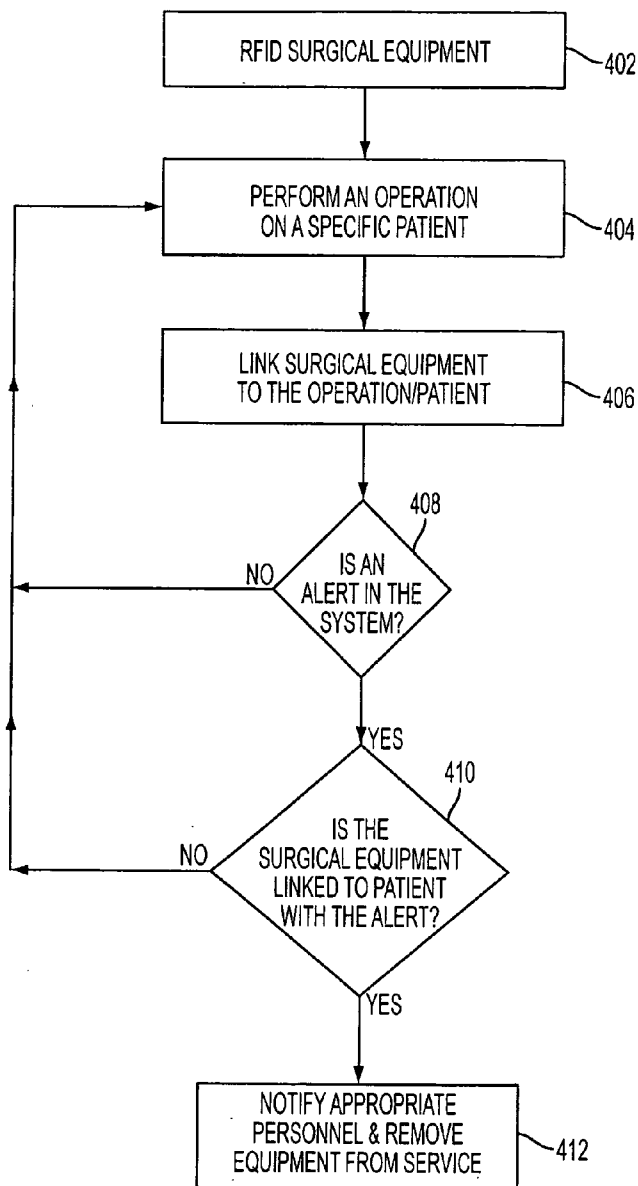 RFID SURGICAL EQUIPMENT
402
PERFORM AN OPERATION
ON A SPECIFIC PATIENT
404
LINK SURGICAL EQUIPMENT
TO THE OPERATION/PATIENT
406
408
NO
IS AN
ALERT IN THE
SYSTEM?
YES
410
NO
IS THE
SURGICAL EQUIPMENT
LINKED TO PATIENT
WITH THE ALERT?
YES
NOTIFY APPROPRIATE
PERSONNEL & REMOVE
EQUIPMENT FROM SERVICE
412